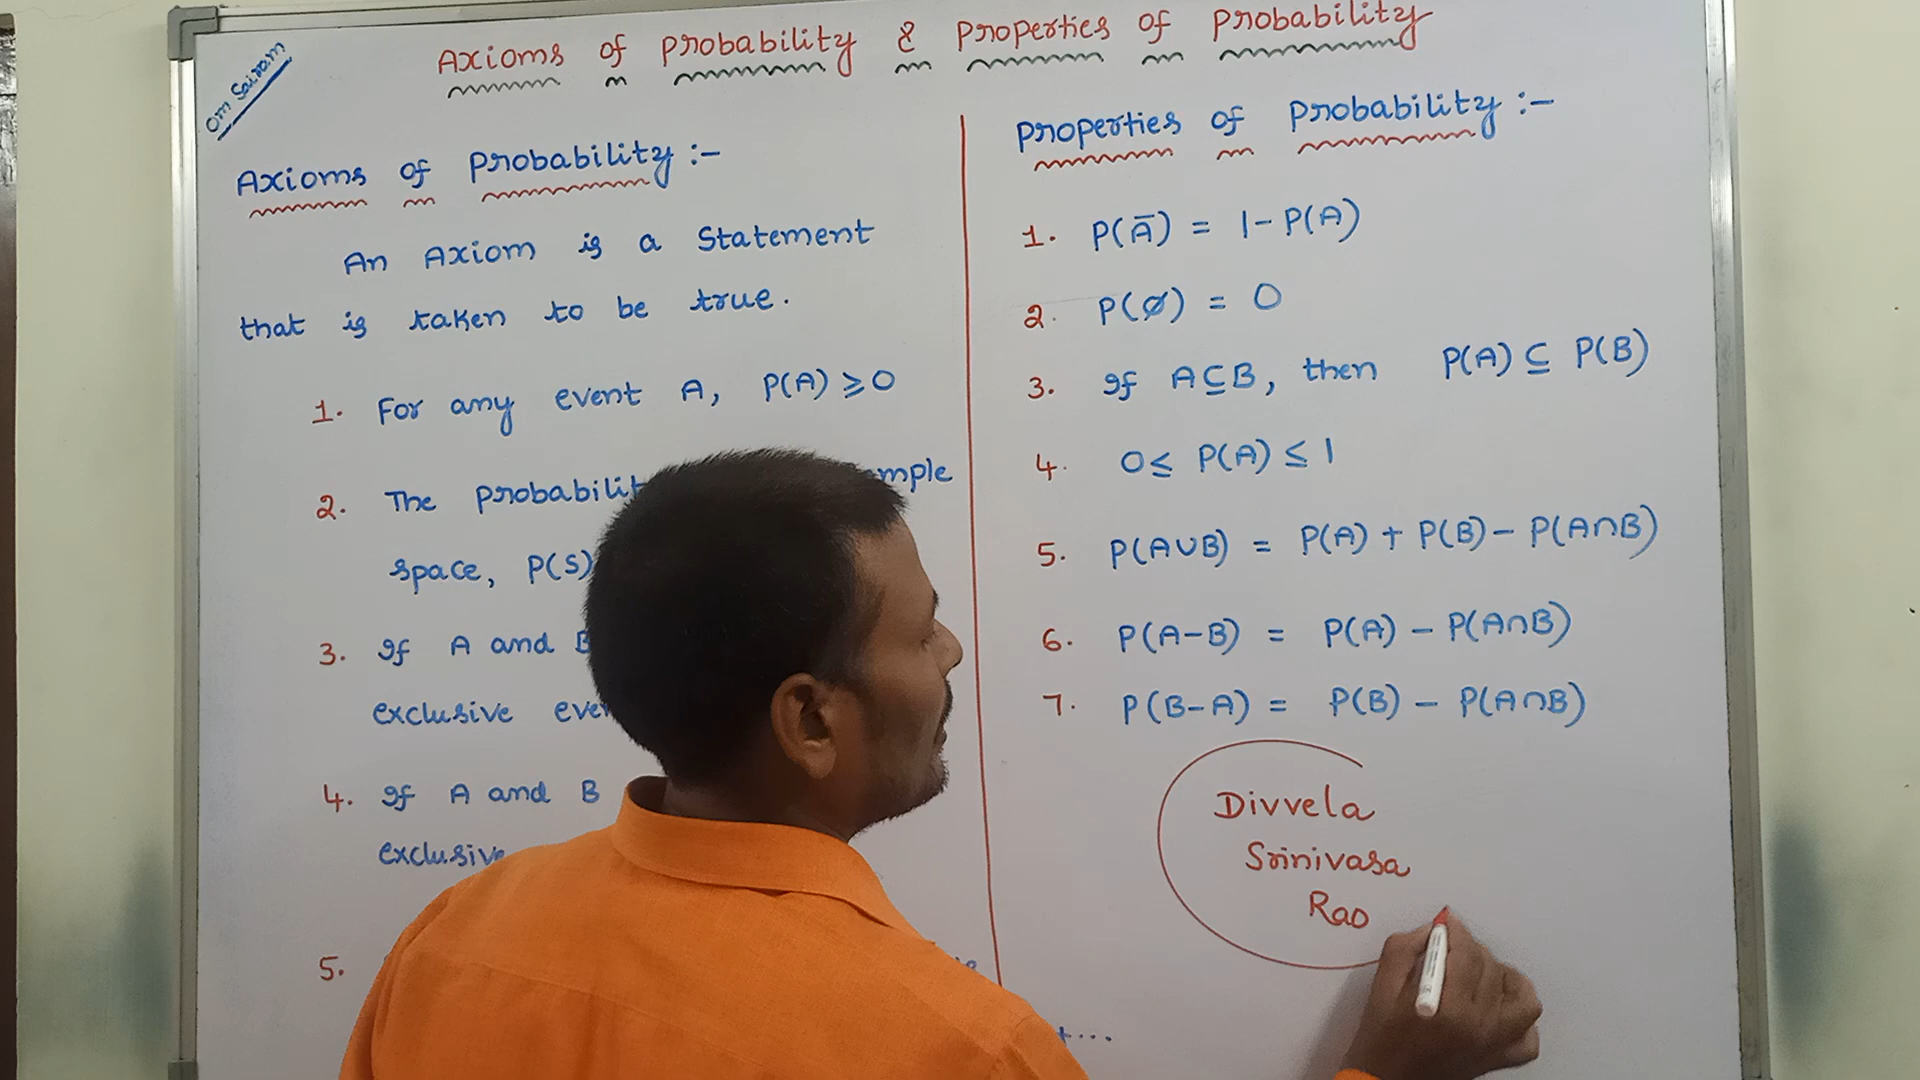 Om Sairam
Axioms of Probability & Properties of Probability
Axioms of Probability :-
An Axiom is a Statement
that is taken to be true.
1. For any event A, P(A) ⩾ 0
2. The Probabilit mple
space, P(S)
3. If A and B
exclusive eve
4. If A and B
exclusive
5.
+...
Properties of Probability :-
1. P(Ā) = 1 - P(A)
2. P(ø) = 0
3. If A ⊆ B, then P(A) ⊆ P(B)
4. 0 ≤ P(A) ≤ 1
5. P(A∪B) = P(A) + P(B) - P(A∩B)
6. P(A-B) = P(A) - P(A∩B)
7. P(B-A) = P(B) - P(A∩B)
Divvela
Srinivasa
Rao